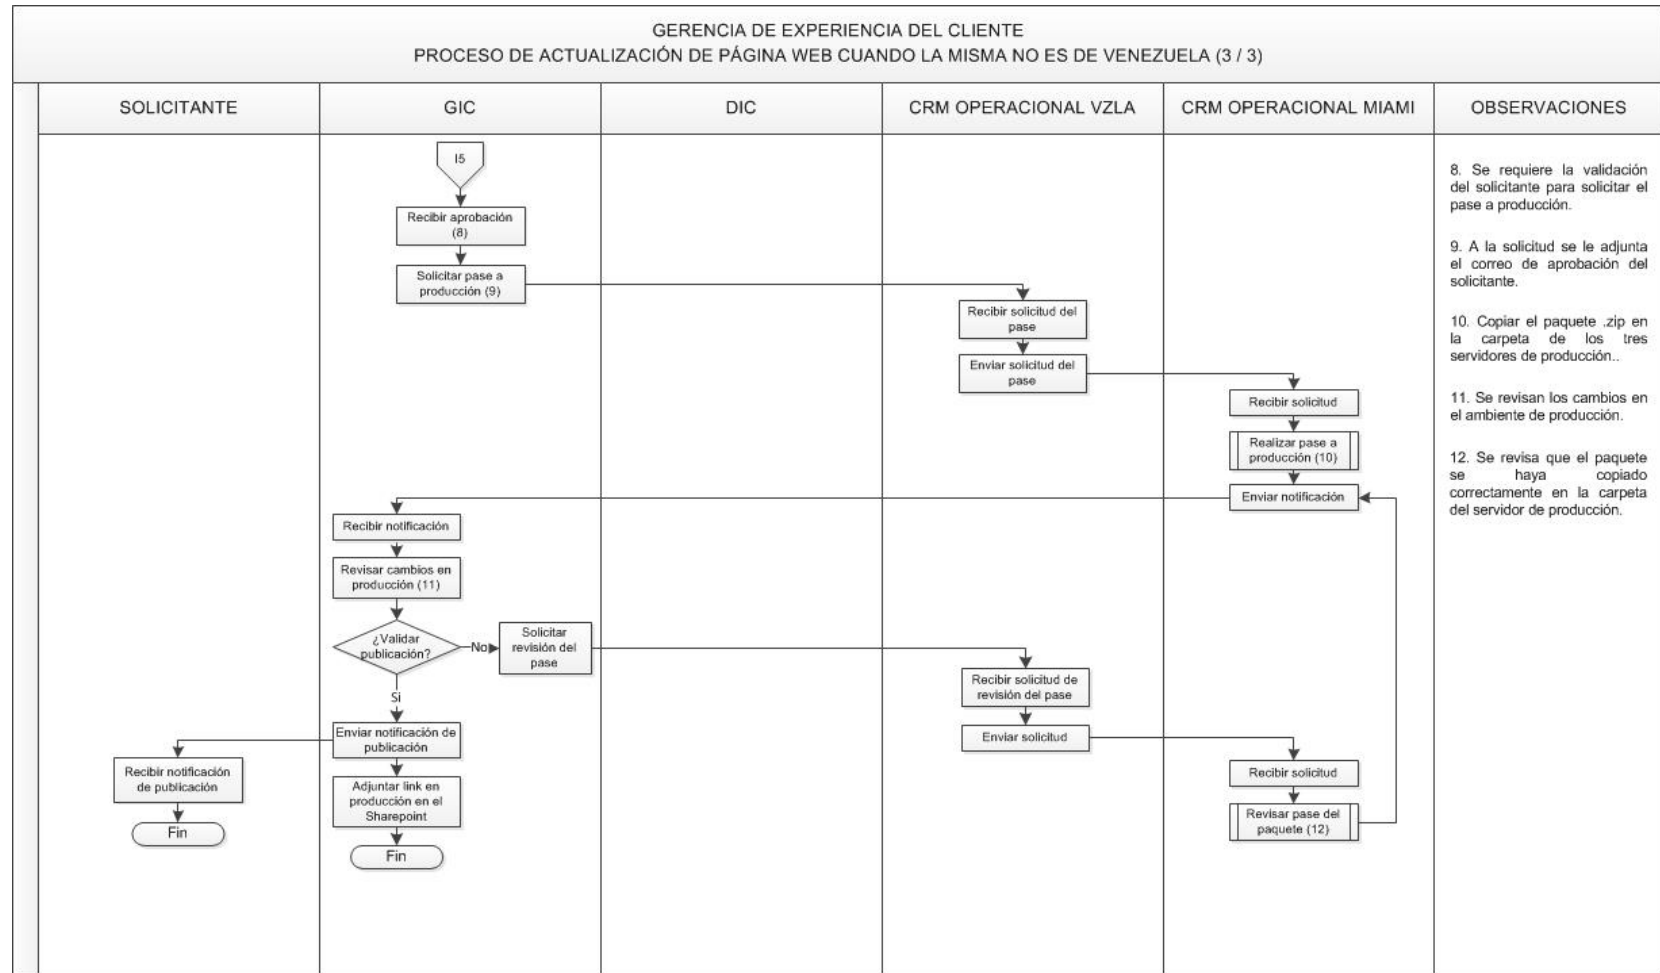 GERENCIA DE EXPERIENCIA DEL CLIENTE
PROCESO DE ACTUALIZACIÓN DE PÁGINA WEB CUANDO LA MISMA NO ES DE VENEZUELA (3 / 3)
SOLICITANTE
GIC
DIC
CRM OPERACIONAL VZLA
CRM OPERACIONAL MIAMI
OBSERVACIONES
I5
Recibir aprobación
(8)
Solicitar pase a
producción (9)
Recibir solicitud del
pase
Enviar solicitud del
pase
Recibir solicitud
Realizar pase a
producción (10)
Enviar notificación
Recibir notificación
Revisar cambios en
producción (11)
¿Validar
publicación?
No
Solicitar
revisión del
pase
Si
Recibir solicitud de
revisión del pase
Enviar solicitud
Recibir solicitud
Revisar pase del
paquete (12)
Enviar notificación de
publicación
Recibir notificación
de publicación
Fin
Adjuntar link en
producción en el
Sharepoint
Fin
8. Se requiere la validación
del solicitante para solicitar el
pase a producción.
9. A la solicitud se le adjunta
el correo de aprobación del
solicitante.
10. Copiar el paquete .zip en
la carpeta de los tres
servidores de producción..
11. Se revisan los cambios en
el ambiente de producción.
12. Se revisa que el paquete
se haya copiado
correctamente en la carpeta
del servidor de producción.